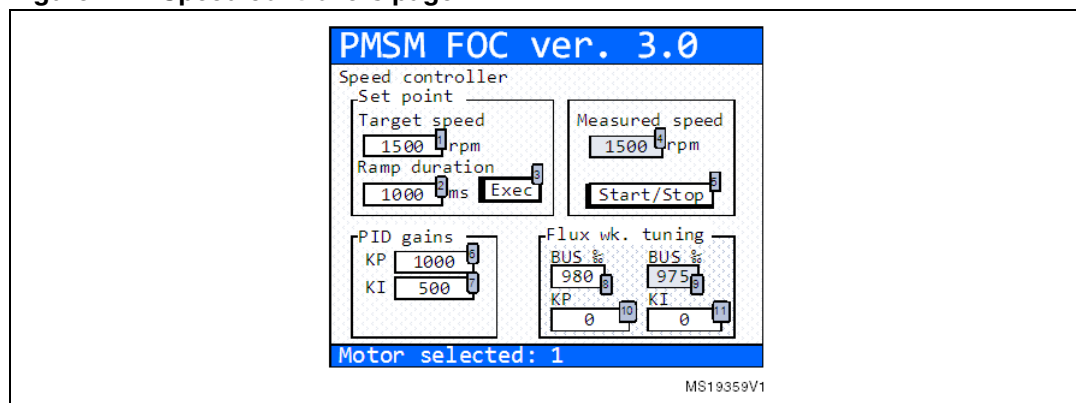 PMSM FOC ver. 3.0
Speed controller
Set point
Target speed
1500 1 rpm
Ramp duration
1000 2 ms Exec 3
Measured speed
1500 4 rpm
Start/Stop 5
PID gains
KP 1000 6
KI 500 7
Flux wk. tuning
BUS ‰ BUS ‰
980 8 975 9
KP KI
0 10 0 11
Motor selected: 1
MS19359V1